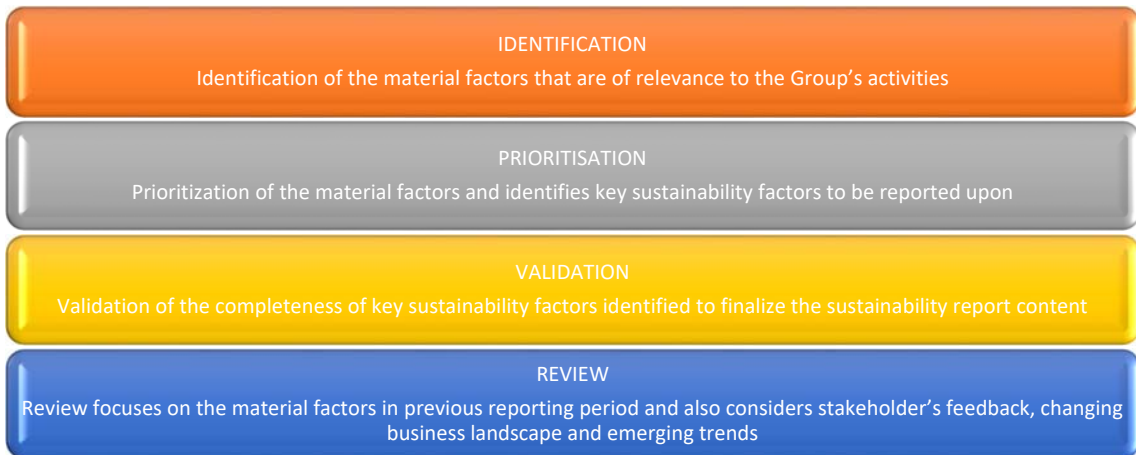 IDENTIFICATION
Identification of the material factors that are of relevance to the Group’s activities
PRIORITISATION
Prioritization of the material factors and identifies key sustainability factors to be reported upon
VALIDATION
Validation of the completeness of key sustainability factors identified to finalize the sustainability report content
REVIEW
Review focuses on the material factors in previous reporting period and also considers stakeholder’s feedback, changing
business landscape and emerging trends